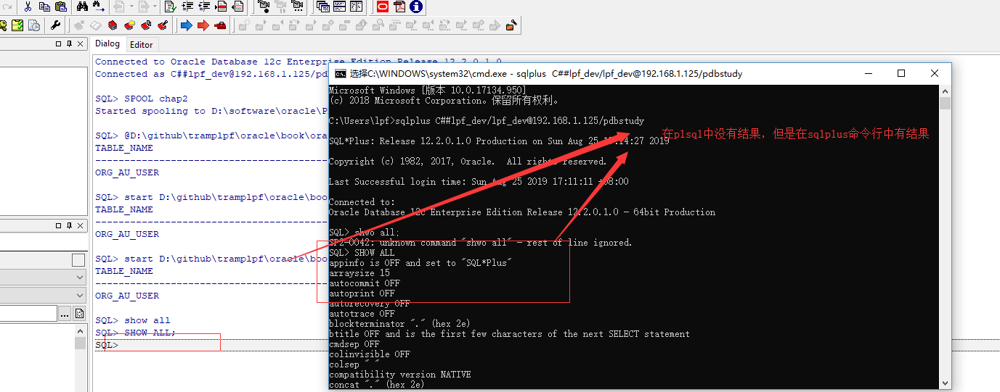 Dialog
Editor
Connected to Oracle Database 12c Enterprise Edition Release 12.2.0.1.0
Connected as C##lpf_dev@192.168.1.125/pd
SQL> SPOOL chap2
Started spooling to D:\software\oracle\P
SQL> @D:\github\tramplpf\oracle\book\ora
TABLE_NAME
ORG_AU_USER
SQL> start D:\github\tramplpf\oracle\boo
TABLE_NAME
ORG_AU_USER
SQL> start D:\github\tramplpf\oracle\boo
TABLE_NAME
ORG_AU_USER
SQL> show all
SQL> SHOW ALL;
SQL>
选择C:\WINDOWS\system32\cmd.exe - sqlplus C##lpf_dev/lpf_dev@192.168.1.125/pdbstudy
Microsoft Windows [版本 10.0.17134.950]
(c) 2018 Microsoft Corporation。保留所有权利。
C:\Users\lpf>sqlplus C##lpf_dev/lpf_dev@192.168.1.125/pdbstudy
在plsql中没有结果，但是在sqlplus命令行中有结果
SQL*Plus: Release 12.2.0.1.0 Production on Sun Aug 25 :14:27 2019
Copyright (c) 1982, 2017, Oracle.  All rights reserved.
Last Successful login time: Sun Aug 25 2019 17:11:11 +08:00
Connected to:
Oracle Database 12c Enterprise Edition Release 12.2.0.1.0 - 64bit Production
SQL> shwo all;
SP2-0042: unknown command "shwo all" - rest of line ignored.
SQL> SHOW ALL
appinfo is OFF and set to "SQL*Plus"
arraysize 15
autocommit OFF
autoprint OFF
autorecovery OFF
autotrace OFF
blockterminator "." (hex 2e)
btitle OFF and is the first few characters of the next SELECT statement
cmdsep OFF
colinvisible OFF
colsep " "
compatibility version NATIVE
concat "." (hex 2e)